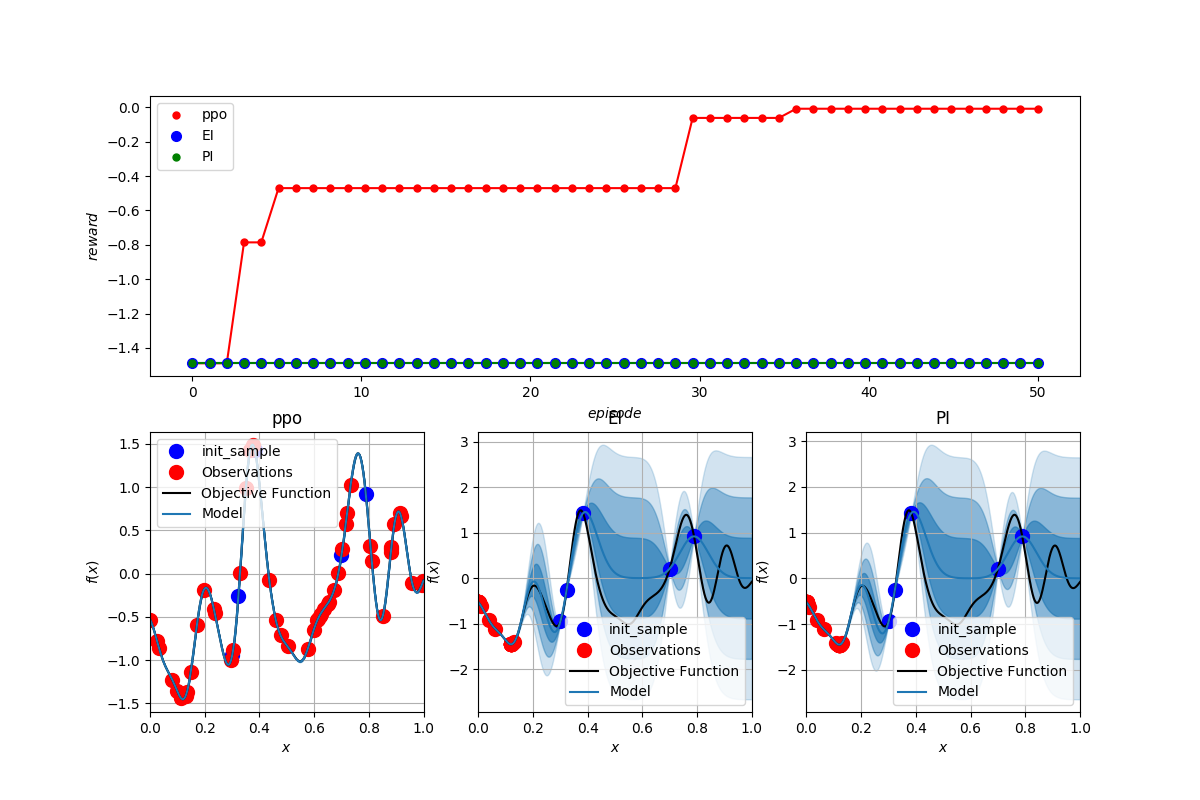 0.0
−0.2
−0.4
−0.6
−0.8
−1.0
−1.2
−1.4
reward
ppo
EI
PI
0 10 20 30 40 50
episode
ppo
1.5
1.0
0.5
0.0
−0.5
−1.0
−1.5
f(x)
init_sample
Observations
Objective Function
Model
0.0 0.2 0.4 0.6 0.8 1.0
x
EI
3
2
1
0
−1
−2
f(x)
init_sample
Observations
Objective Function
Model
0.0 0.2 0.4 0.6 0.8 1.0
x
PI
3
2
1
0
−1
−2
f(x)
init_sample
Observations
Objective Function
Model
0.0 0.2 0.4 0.6 0.8 1.0
x